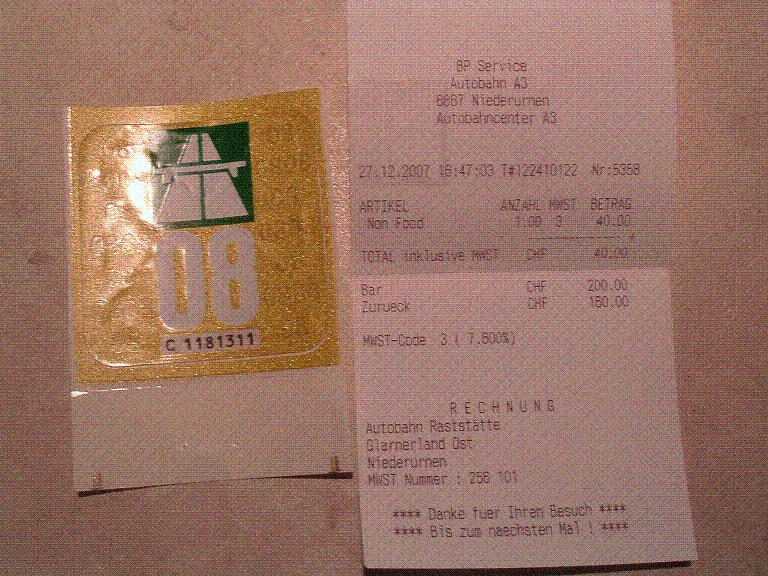 08
C 1181311
BP Service
Autobahn A3
8867 Niederurnen
Autobahncenter A3
27.12.2007 16:47:03 T#122410122 Nr:5358
ARTIKEL ANZAHL MWST BETRAG
Non Food 1.00 3 40.00
TOTAL inklusive MWST CHF 40.00
Bar CHF 200.00
Zurueck CHF 160.00
MWST-Code 3 ( 7.600%)
R E C H N U N G
Autobahn Raststätte
Glarnerland Ost
Niederurnen
MWST Nummer : 256 101
**** Danke fuer Ihren Besuch ****
**** Bis zum naechsten Mal ! ****